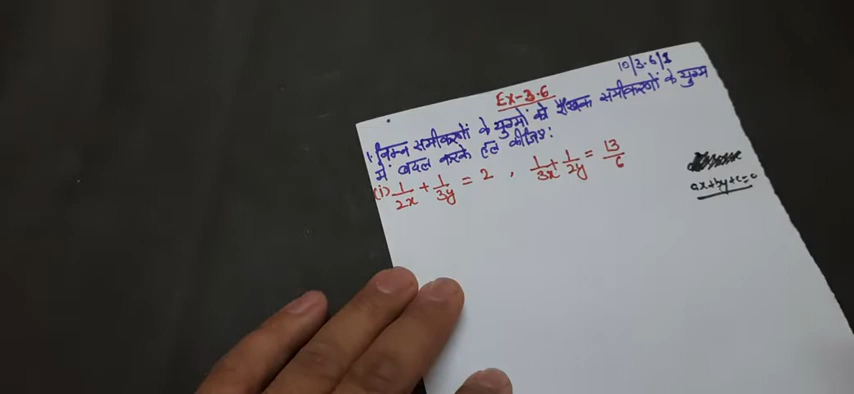 10/3.6/1
Ex-3.6
1. निम्न समीकरणों के युग्मों को रैखिक समीकरणों के युग्म
में बदल करके हल कीजिए:
(i) 1/2x + 1/3y = 2 , 1/3x + 1/2y = 13/6
ax+by+c=0